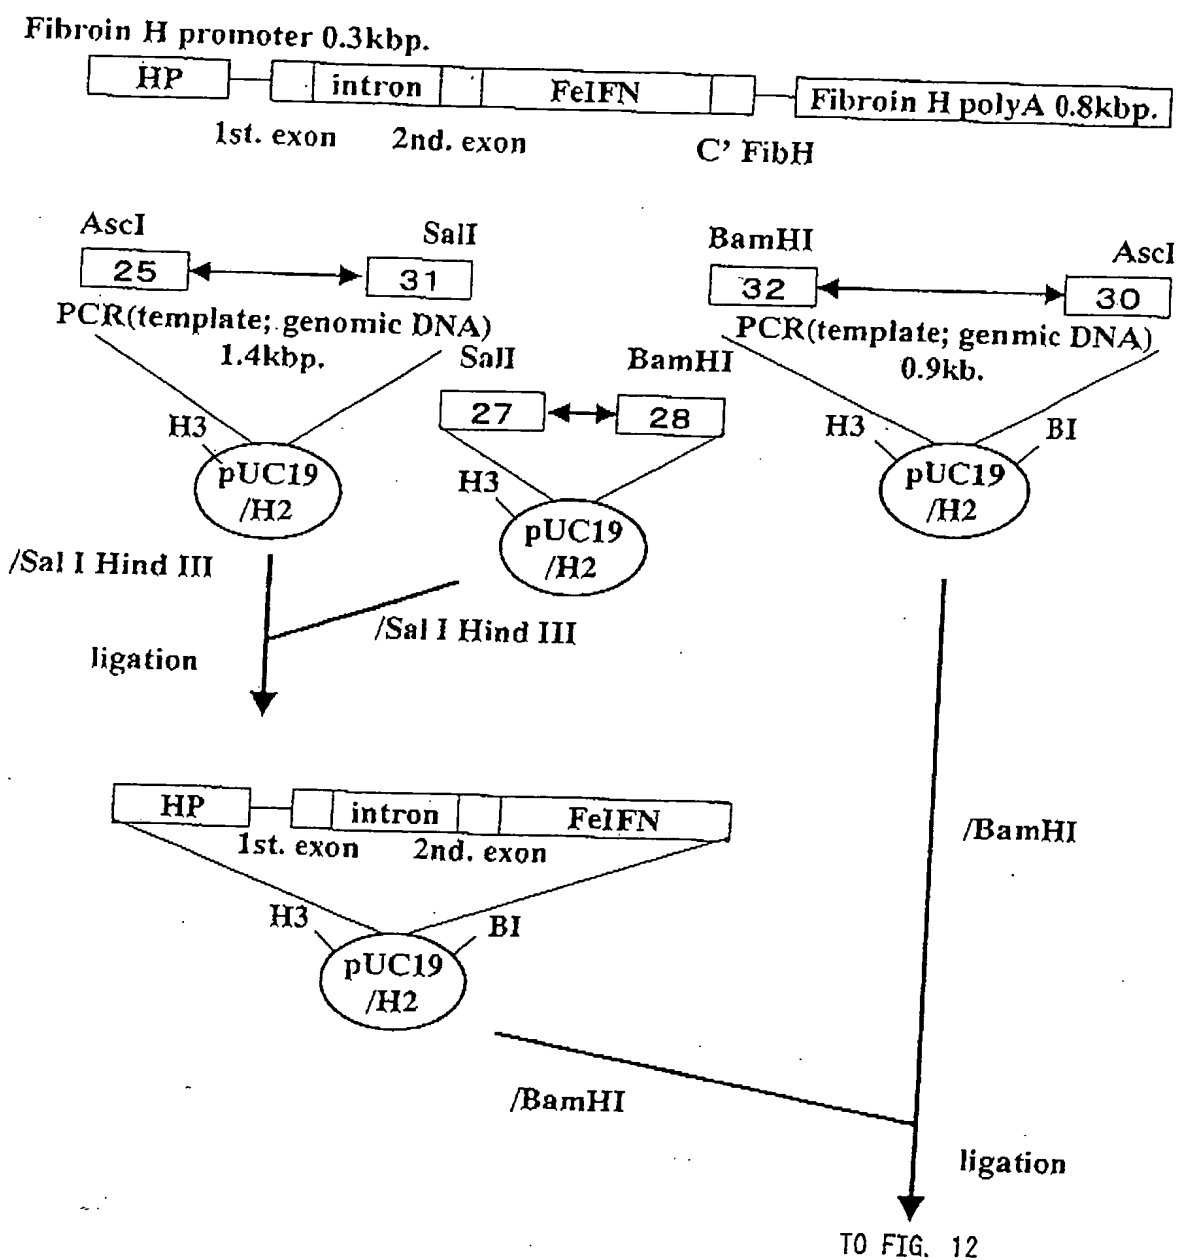 Fibroin H promoter 0.3kbp.
HP
intron
FeIFN
Fibroin H polyA 0.8kbp.
1st. exon
2nd. exon
C' FibH
AscI
SalI
BamHI
AscI
25
31
32
30
PCR(template; genomic DNA)
1.4kbp.
PCR(template; genmic DNA)
0.9kb.
SalI
BamHI
27
28
H3
pUC19
/H2
H3
pUC19
/H2
H3
BI
pUC19
/H2
/Sal I Hind III
/Sal I Hind III
ligation
HP
intron
FeIFN
1st. exon
2nd. exon
/BamHI
H3
BI
pUC19
/H2
/BamHI
ligation
TO FIG. 12